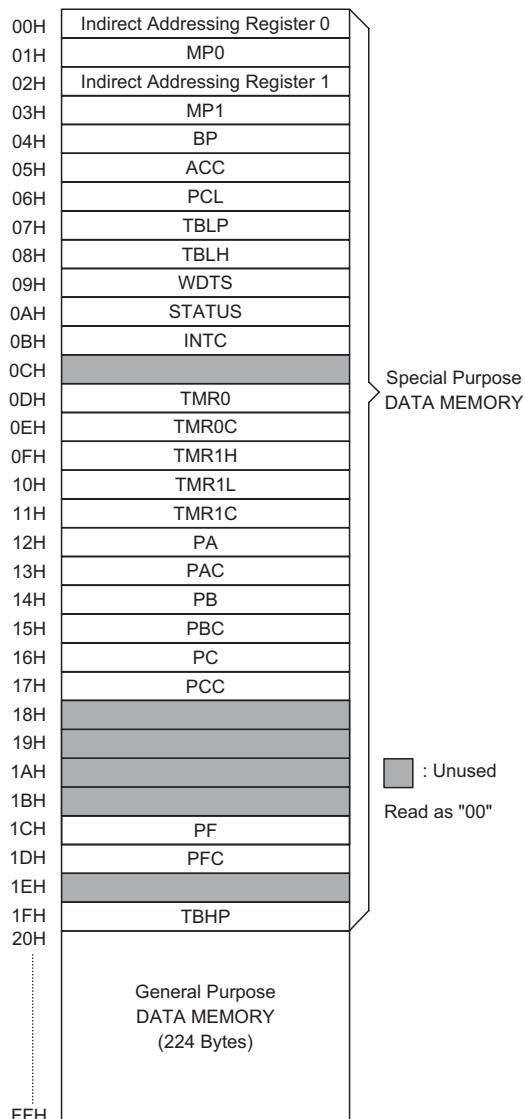 00H Indirect Addressing Register 0
01H MP0
02H Indirect Addressing Register 1
03H MP1
04H BP
05H ACC
06H PCL
07H TBLP
08H TBLH
09H WDTS
0AH STATUS
0BH INTC
0CH
Special Purpose
DATA MEMORY
0DH TMR0
0EH TMR0C
0FH TMR1H
10H TMR1L
11H TMR1C
12H PA
13H PAC
14H PB
15H PBC
16H PC
17H PCC
18H
19H
1AH
: Unused
1BH
Read as "00"
1CH PF
1DH PFC
1EH
1FH TBHP
20H
General Purpose
DATA MEMORY
(224 Bytes)
FFH